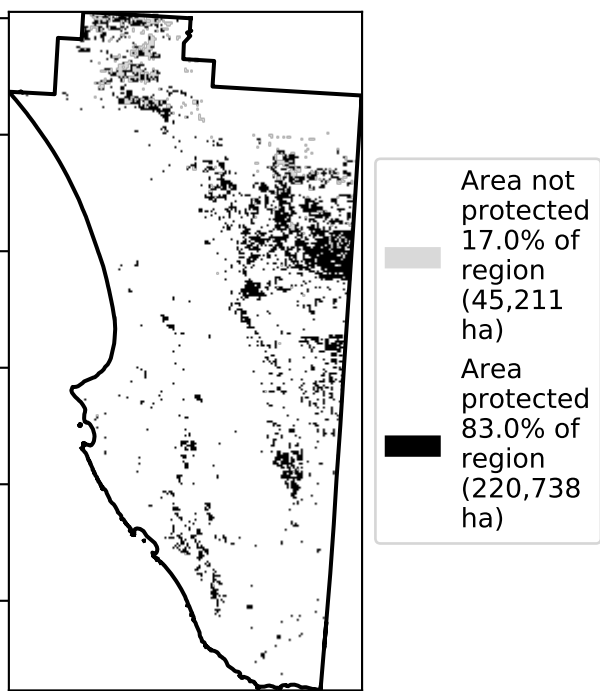 Area not
protected
17.0% of
region
(45,211
ha)
Area
protected
83.0% of
region
(220,738
ha)